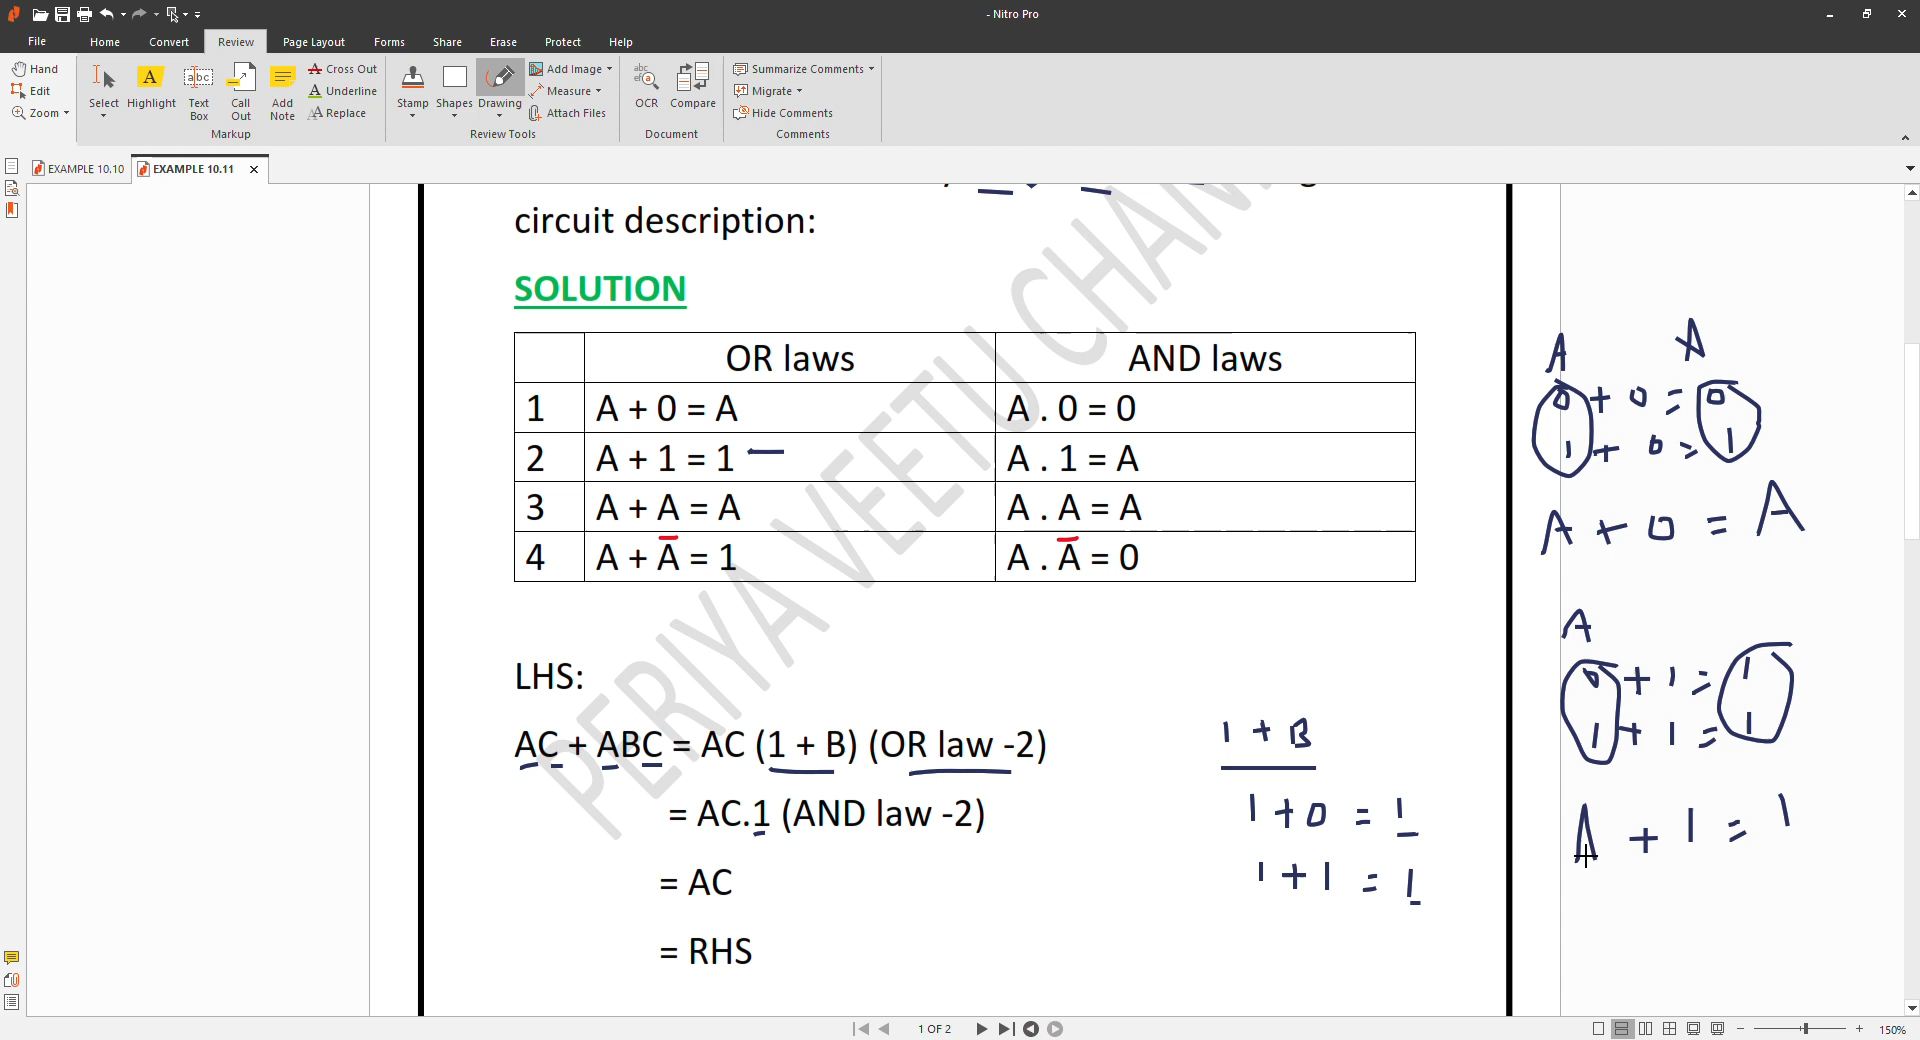 - Nitro Pro
File Home Convert Review Page Layout Forms Share Erase Protect Help
Hand
Edit
Zoom
Select
Highlight
Text Box
Call Out
Add Note
Cross Out
Underline
Replace
Markup
Stamp
Shapes
Drawing
Add Image
Measure
Attach Files
Review Tools
OCR
Compare
Document
Summarize Comments
Migrate
Hide Comments
Comments
EXAMPLE 10.10
EXAMPLE 10.11
circuit description:
SOLUTION
OR laws AND laws
1 A + 0 = A A . 0 = 0
2 A + 1 = 1 A . 1 = A
3 A + A = A A . A = A
4 A + A̅ = 1 A . A̅ = 0
LHS:
AC + ABC = AC (1 + B) (OR law -2)
= AC.1 (AND law -2)
= AC
= RHS
1 + B
1 + 0 = 1
1 + 1 = 1
A A
0 + 0 = 0
1 + 0 = 1
A + 0 = A
A
0 + 1 = 1
1 + 1 = 1
A + 1 = 1
PERIYA VEETU CHAN
1 OF 2
150%